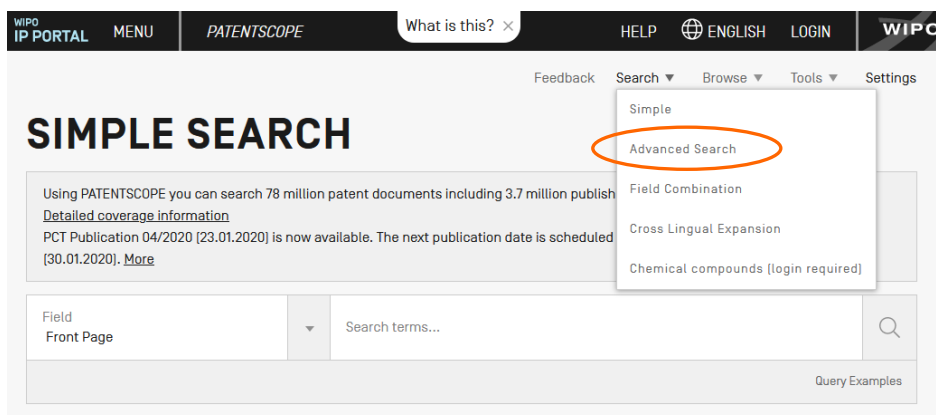 WIPO
IP PORTAL MENU PATENTSCOPE What is this? × HELP ENGLISH LOGIN WIPO
Feedback Search ▼ Browse ▼ Tools ▼ Settings
Simple
SIMPLE SEARCH
Advanced Search
Using PATENTSCOPE you can search 78 million patent documents including 3.7 million publish
Field Combination
Detailed coverage information
Cross Lingual Expansion
PCT Publication 04/2020 [23.01.2020] is now available. The next publication date is scheduled
[30.01.2020]. More
Chemical compounds [login required]
Field
Front Page
Search terms...
Query Examples